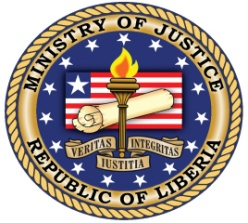 MINISTRY OF JUSTICE
VERITAS INTEGRITAS
IUSTITIA
REPUBLIC OF LIBERIA